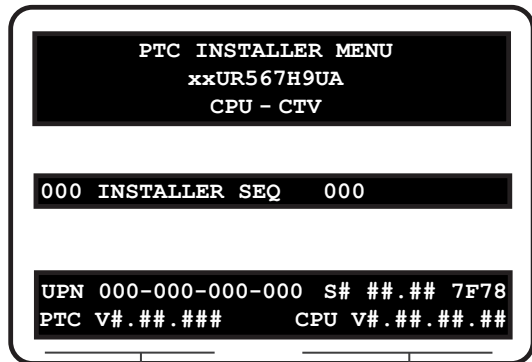 PTC INSTALLER MENU
xxUR567H9UA
CPU – CTV
000 INSTALLER SEQ 000
UPN 000-000-000-000 S# ##.## 7F78
PTC V#.##.### CPU V#.##.##.##